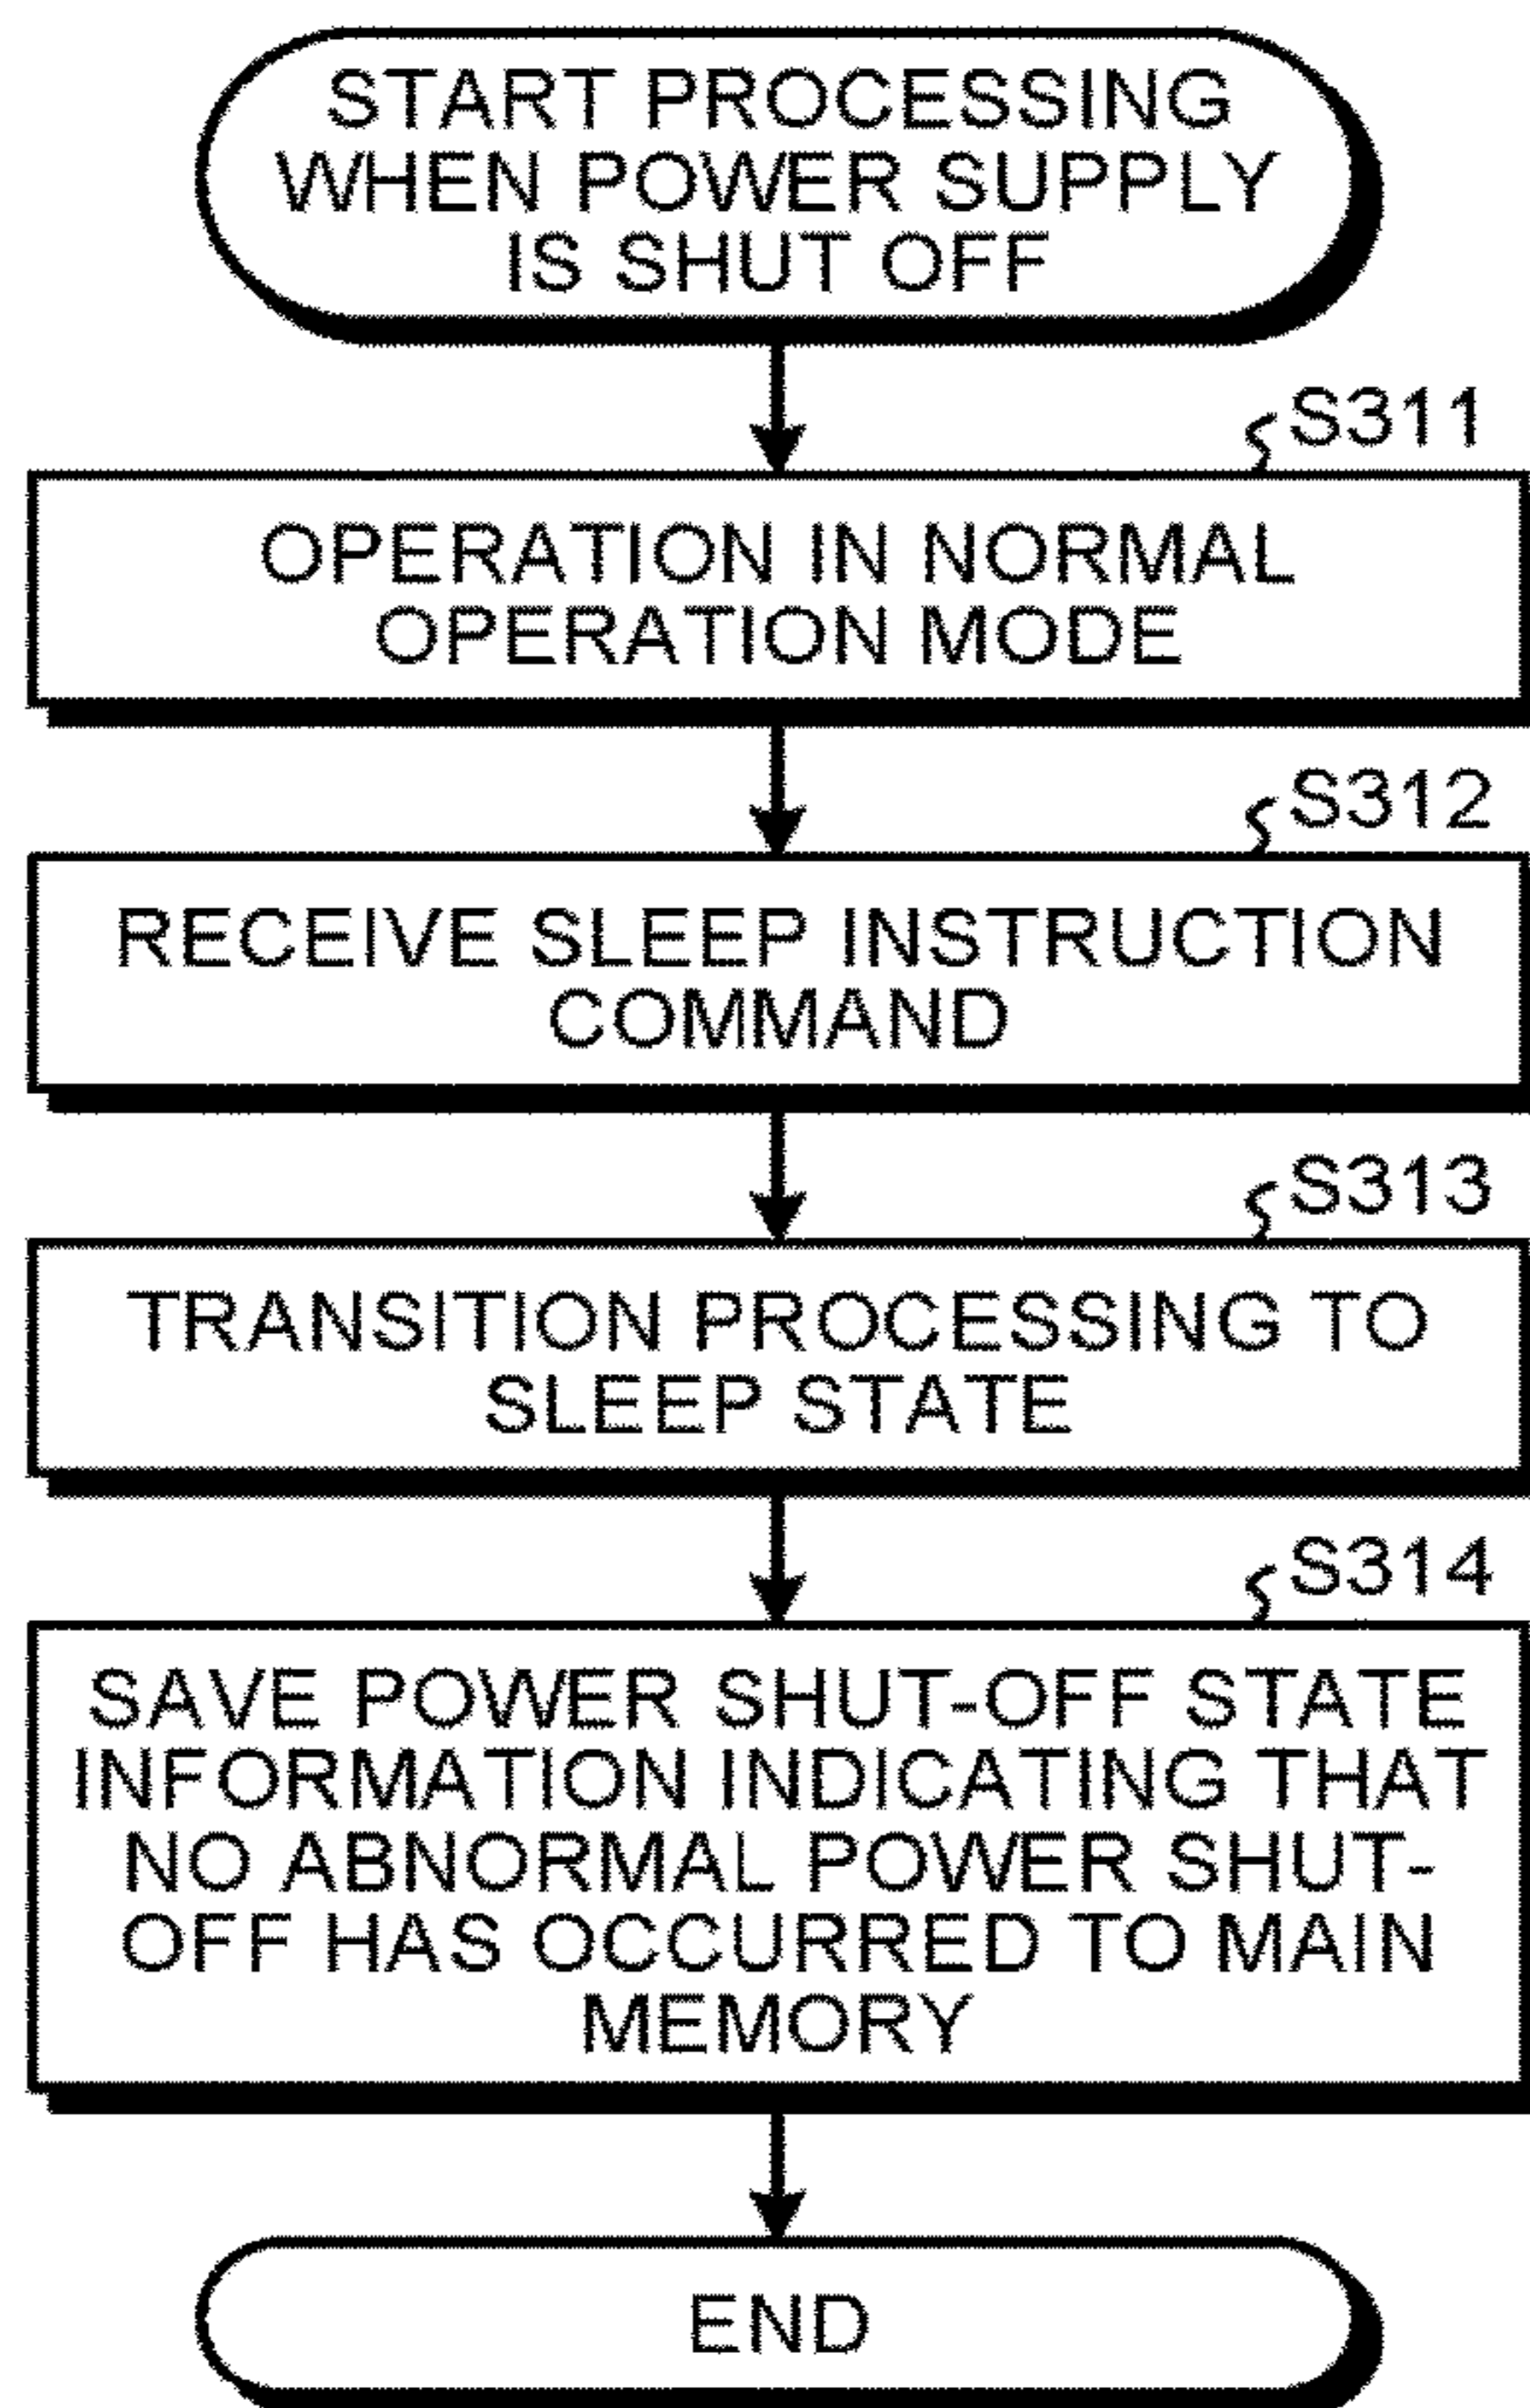 START PROCESSING
WHEN POWER SUPPLY
IS SHUT OFF
S311
OPERATION IN NORMAL
OPERATION MODE
S312
RECEIVE SLEEP INSTRUCTION
COMMAND
S313
TRANSITION PROCESSING TO
SLEEP STATE
S314
SAVE POWER SHUT-OFF STATE
INFORMATION INDICATING THAT
NO ABNORMAL POWER SHUT-
OFF HAS OCCURRED TO MAIN
MEMORY
END